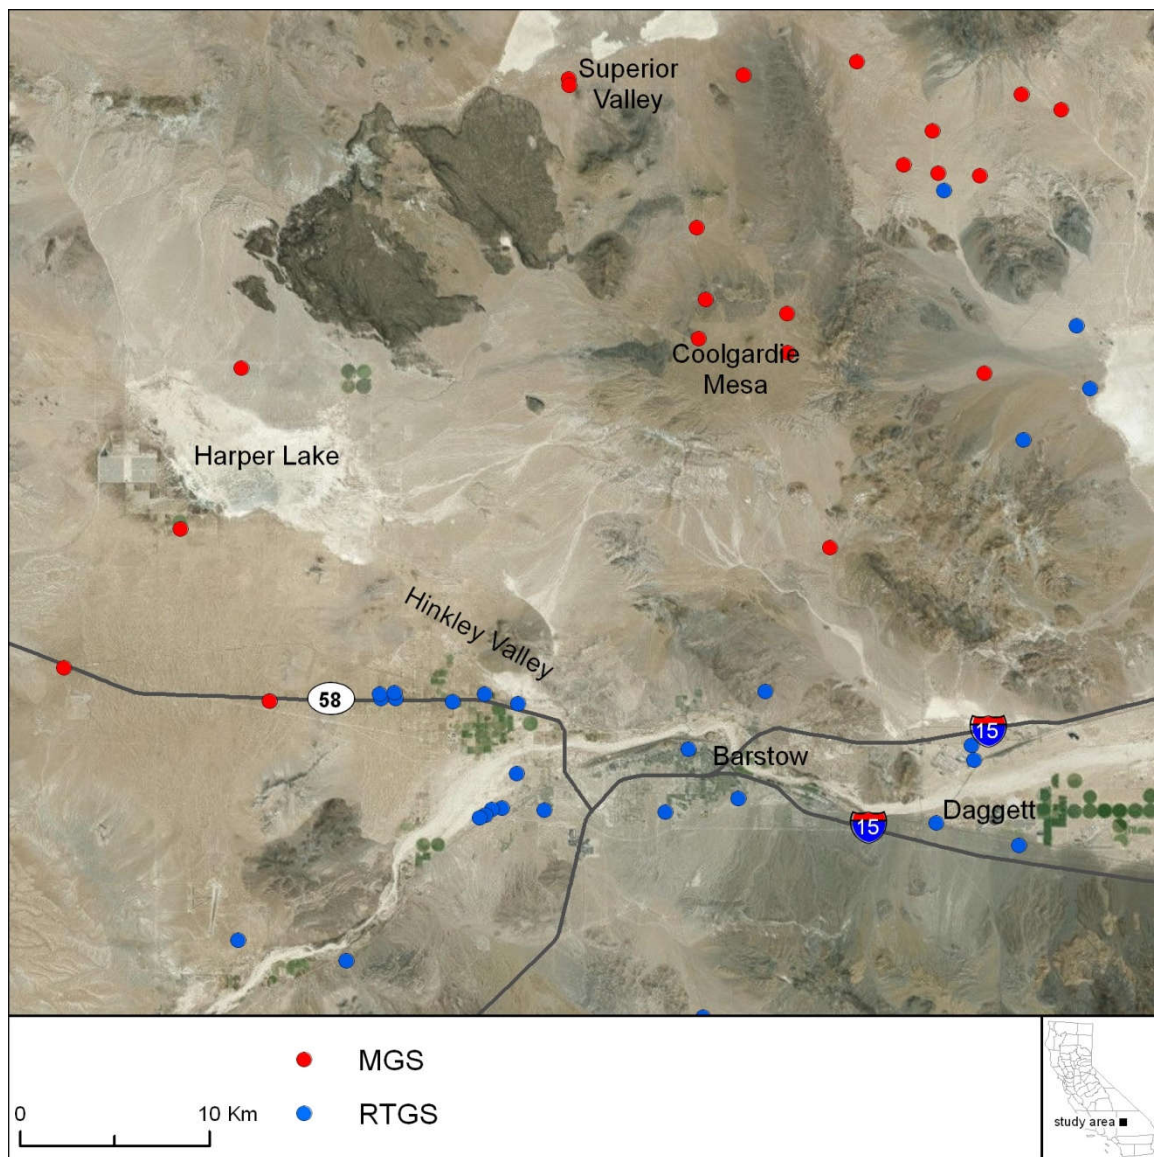 Superior
Valley
Coolgardie
Mesa
Harper Lake
Hinkley Valley
58
15
Barstow
Daggett
15
MGS
0 10 Km
RTGS
study area